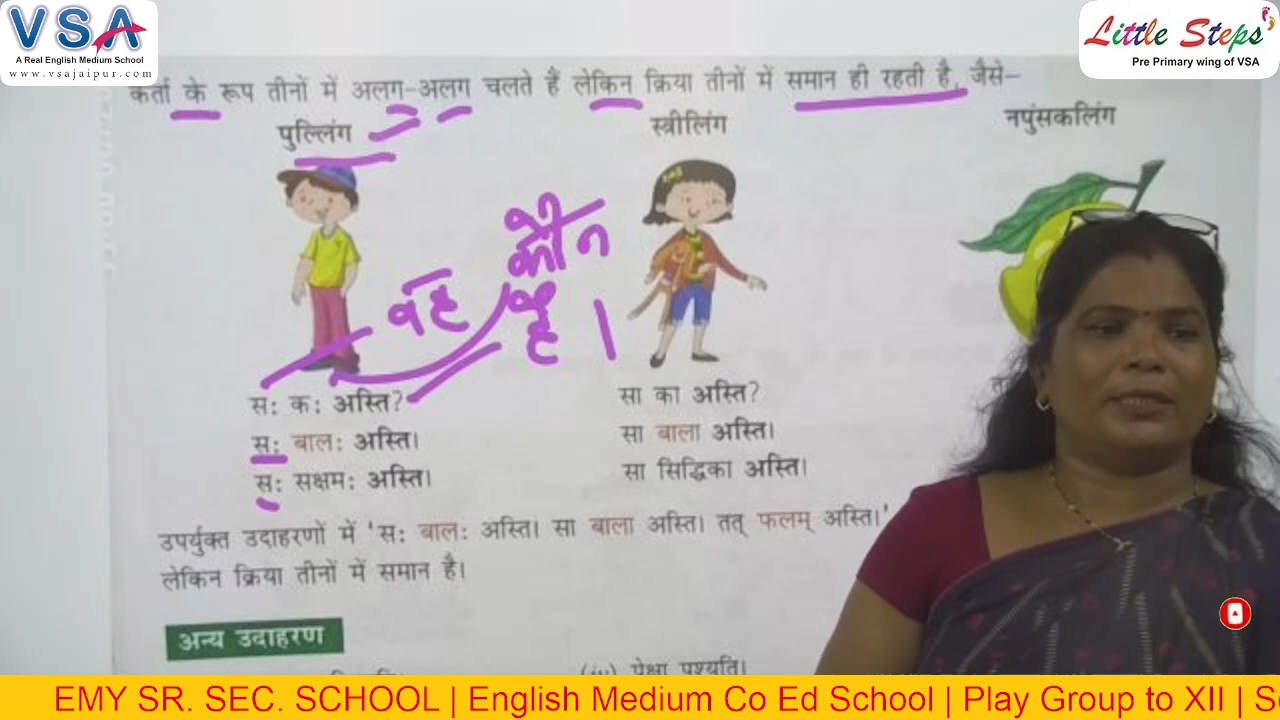 VSA
A Real English Medium School
www.vsajaipur.com
Little Steps
Pre Primary wing of VSA
कर्ता के रूप तीनों में अलग-अलग चलते हैं लेकिन क्रिया तीनों में समान ही रहती है, जैसे—
पुल्लिंग स्त्रीलिंग नपुंसकलिंग
वह कौन है।
सः कः अस्ति? सा का अस्ति?
सः बालः अस्ति। सा बाला अस्ति।
सः सक्षमः अस्ति। सा सिद्धिका अस्ति।
उपर्युक्त उदाहरणों में 'सः बालः अस्ति। सा बाला अस्ति। तत् फलम् अस्ति।'
लेकिन क्रिया तीनों में समान है।
अन्य उदाहरण
(iv) प्रेक्षा पश्यति।
EMY SR. SEC. SCHOOL | English Medium Co Ed School | Play Group to XII |